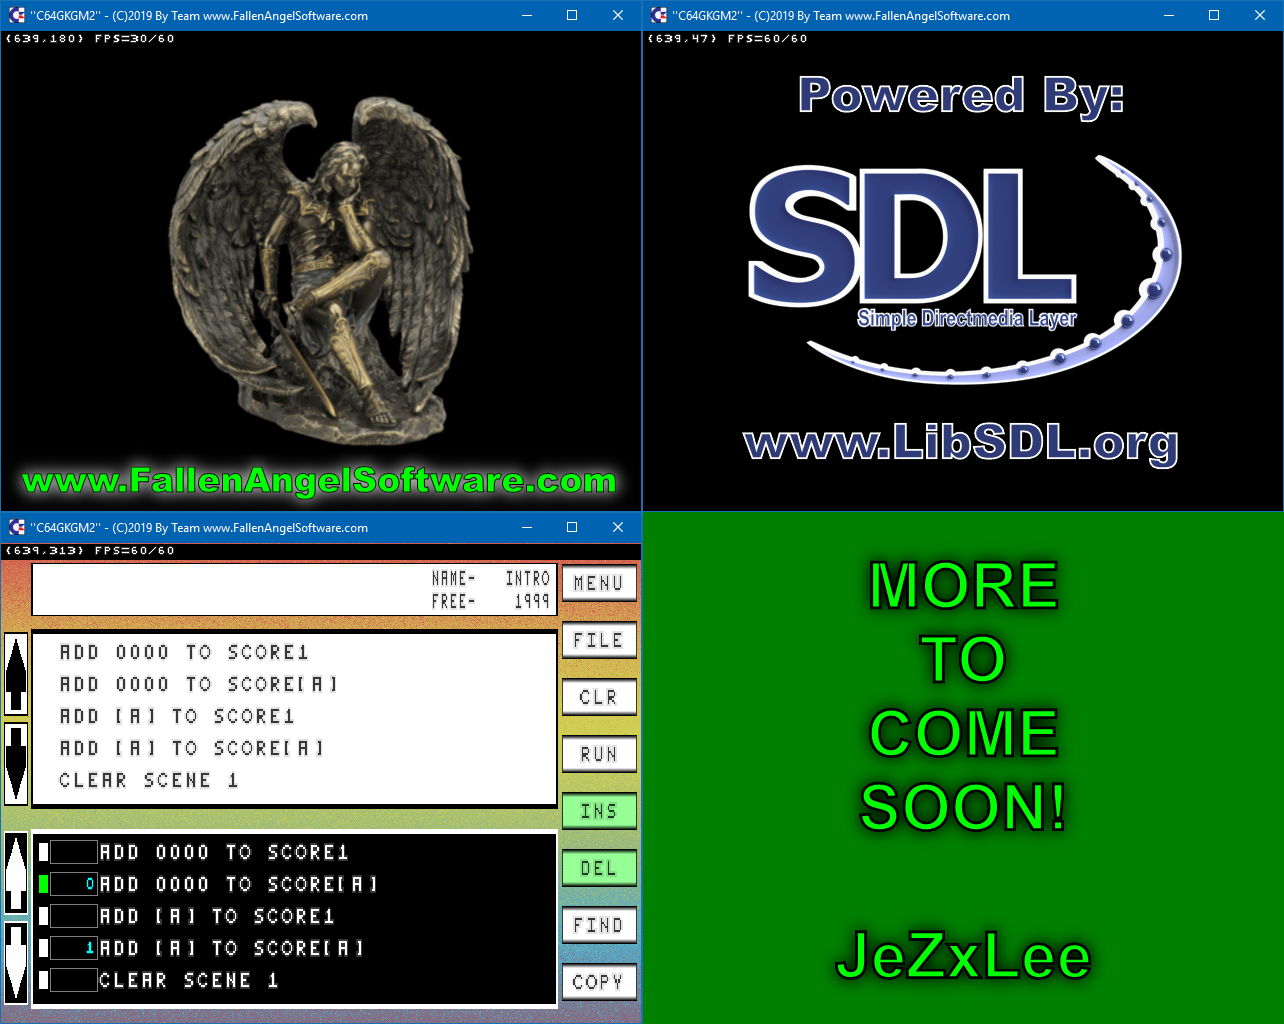 "C64GKGM2" - (C)2019 By Team www.FallenAngelSoftware.com
(639,180) FPS=30/60
www.FallenAngelSoftware.com
"C64GKGM2" - (C)2019 By Team www.FallenAngelSoftware.com
(639,47) FPS=60/60
Powered By:
SDL
Simple Directmedia Layer
www.LibSDL.org
"C64GKGM2" - (C)2019 By Team www.FallenAngelSoftware.com
(639,313) FPS=60/60
NAME- INTRO
FREE- 1999
ADD 0000 TO SCORE1
ADD 0000 TO SCORE[A]
ADD [A] TO SCORE1
ADD [A] TO SCORE[A]
CLEAR SCENE 1
ADD 0000 TO SCORE1
0 ADD 0000 TO SCORE[A]
ADD [A] TO SCORE1
1 ADD [A] TO SCORE[A]
CLEAR SCENE 1
MENU
FILE
CLR
RUN
INS
DEL
FIND
COPY
MORE
TO
COME
SOON!
JeZxLee